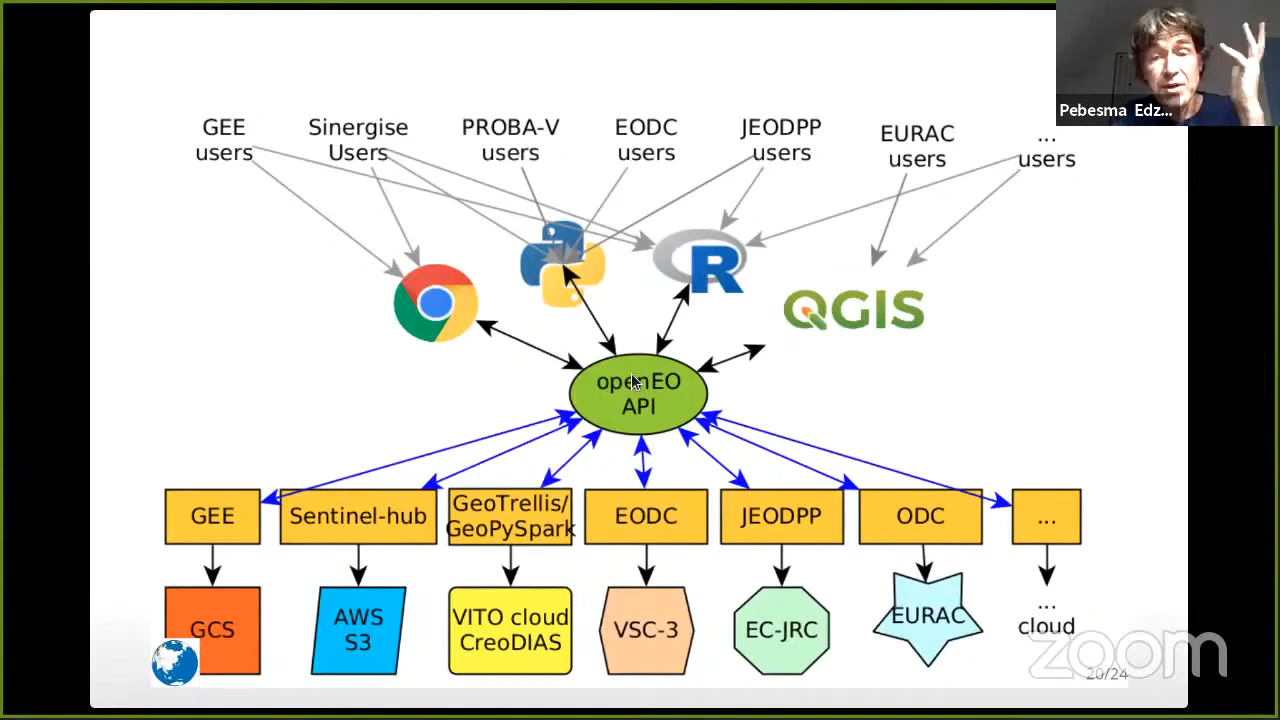 Pebesma Edz...
GEE
users
Sinergise
Users
PROBA-V
users
EODC
users
JEODPP
users
EURAC
users
...
users
R
QGIS
openEO
API
GEE
Sentinel-hub
GeoTrellis/
GeoPySpark
EODC
JEODPP
ODC
...
GCS
AWS
S3
VITO cloud
CreoDIAS
VSC-3
EC-JRC
EURAC
...
cloud
zoom
20/24